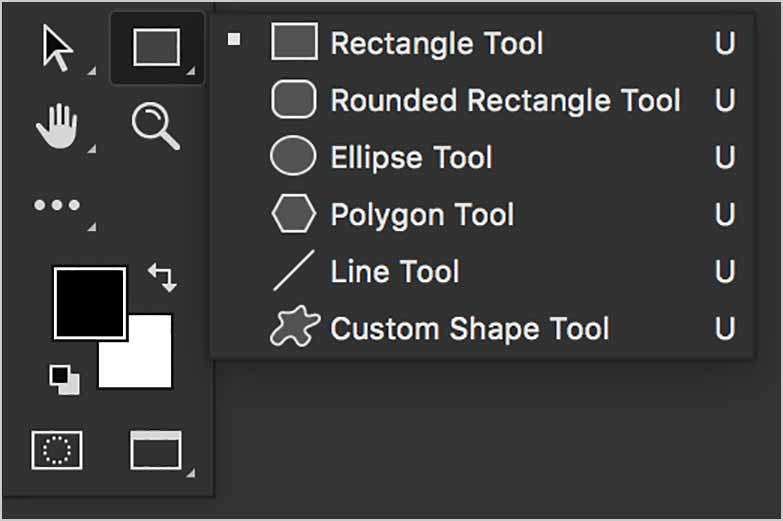 Rectangle Tool U
Rounded Rectangle Tool U
Ellipse Tool U
Polygon Tool U
Line Tool U
Custom Shape Tool U